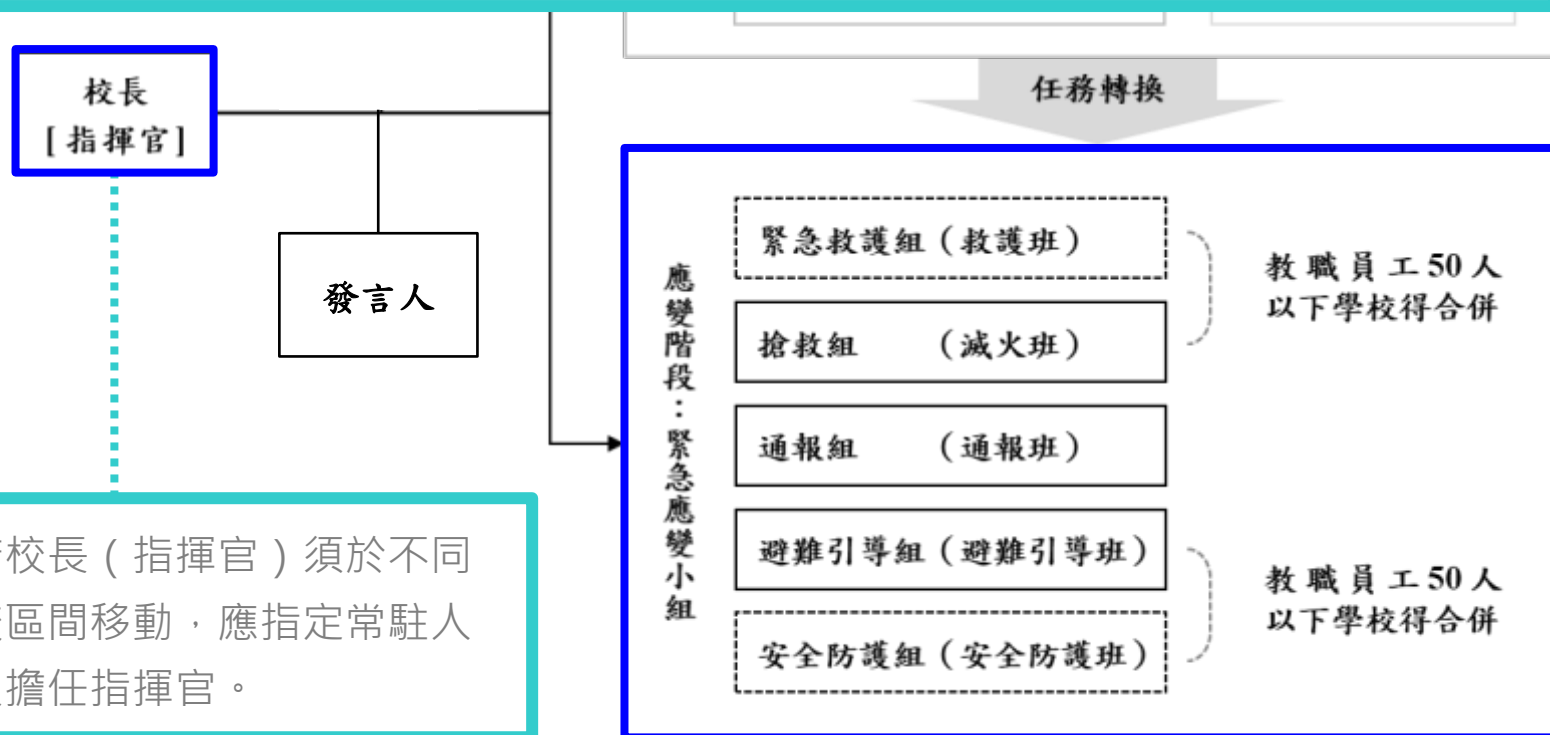 任務轉換
校長
[指揮官]
發言人
應變階段：緊急應變小組
緊急救護組（救護班）
搶救組　　（滅火班）
通報組　　（通報班）
避難引導組（避難引導班）
安全防護組（安全防護班）
教職員工50人
以下學校得合併
教職員工50人
以下學校得合併
校長（指揮官）須於不同
區間移動，應指定常駐人
擔任指揮官。